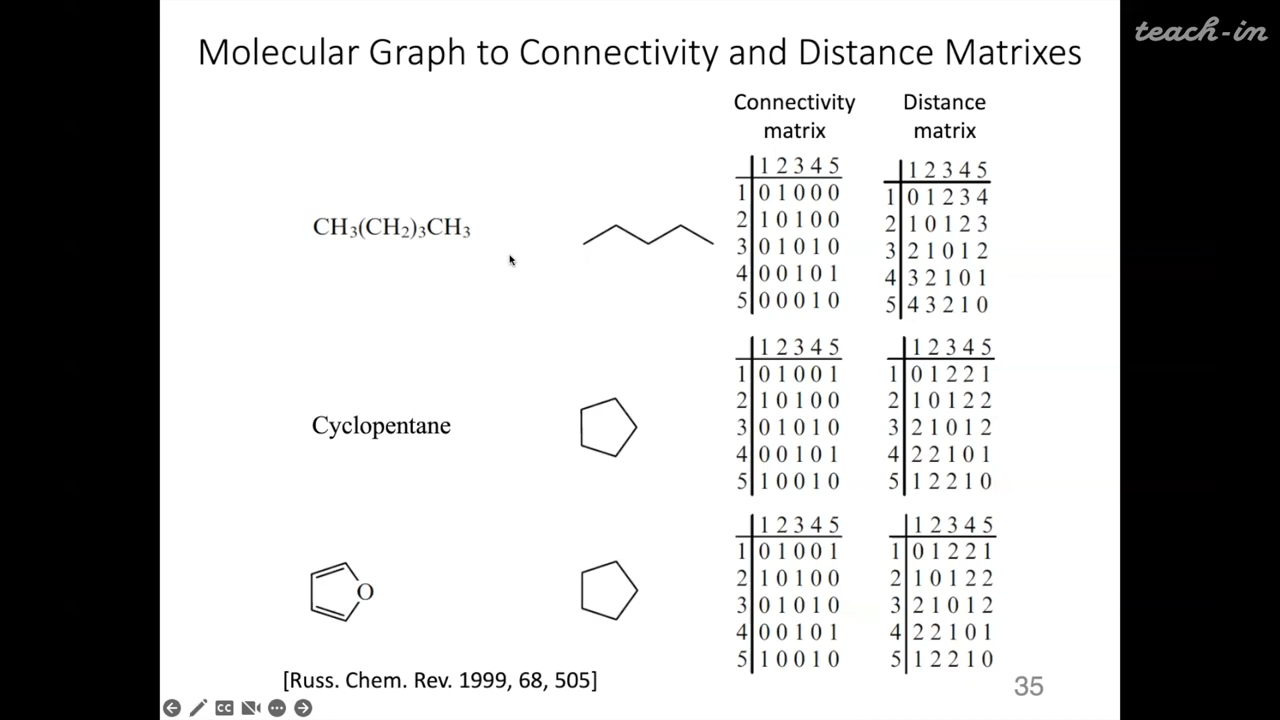 teach-in
Molecular Graph to Connectivity and Distance Matrixes
Connectivity matrix
Distance matrix
CH₃(CH₂)₃CH₃
1 2 3 4 5
1 0 1 0 0 0
2 1 0 1 0 0
3 0 1 0 1 0
4 0 0 1 0 1
5 0 0 0 1 0
1 2 3 4 5
1 0 1 2 3 4
2 1 0 1 2 3
3 2 1 0 1 2
4 3 2 1 0 1
5 4 3 2 1 0
Cyclopentane
1 2 3 4 5
1 0 1 0 0 1
2 1 0 1 0 0
3 0 1 0 1 0
4 0 0 1 0 1
5 1 0 0 1 0
1 2 3 4 5
1 0 1 2 2 1
2 1 0 1 2 2
3 2 1 0 1 2
4 2 2 1 0 1
5 1 2 2 1 0
O
1 2 3 4 5
1 0 1 0 0 1
2 1 0 1 0 0
3 0 1 0 1 0
4 0 0 1 0 1
5 1 0 0 1 0
1 2 3 4 5
1 0 1 2 2 1
2 1 0 1 2 2
3 2 1 0 1 2
4 2 2 1 0 1
5 1 2 2 1 0
[Russ. Chem. Rev. 1999, 68, 505]
35
CC